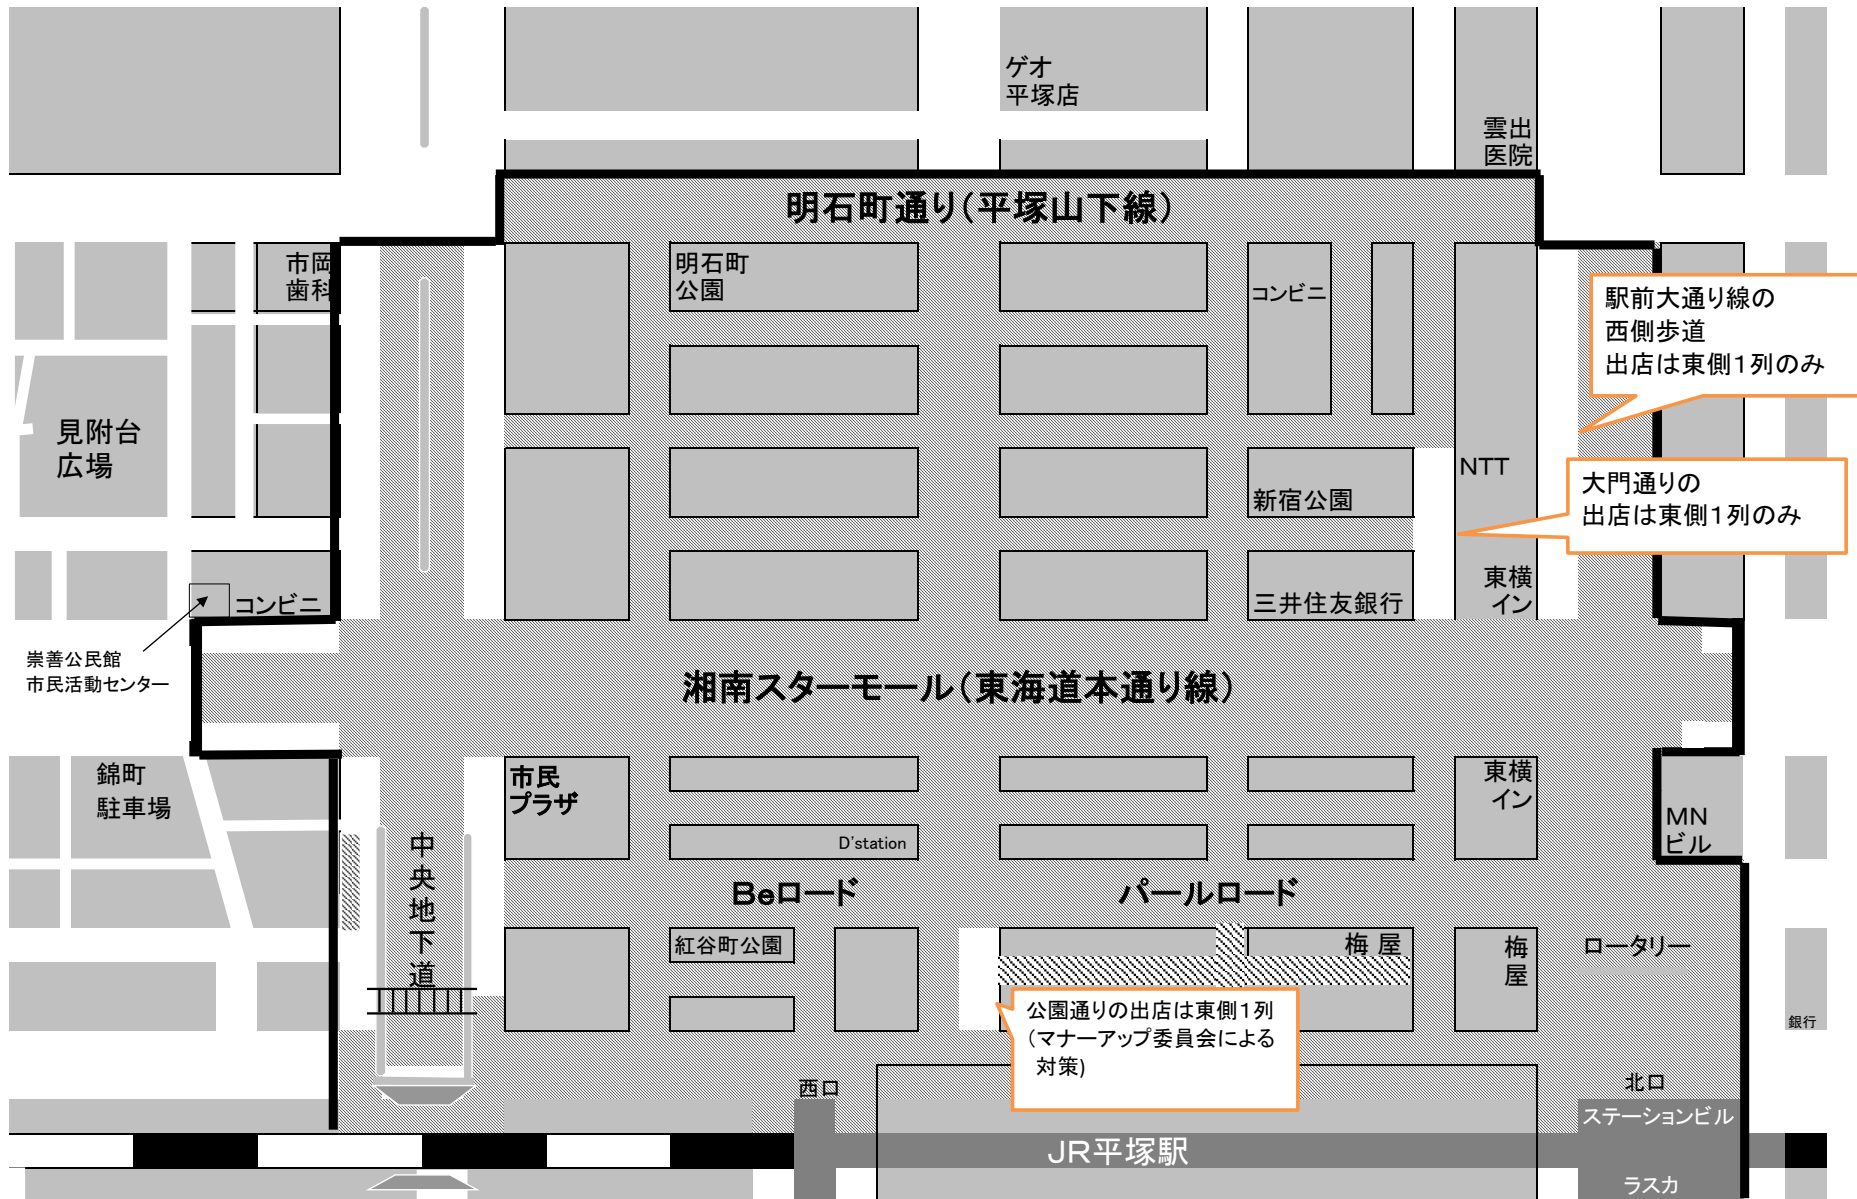 ゲオ
平塚店
雲出
医院
明石町通り(平塚山下線)
市岡
歯科
明石町
公園
コンビニ
駅前大通り線の
西側歩道
出店は東側1列のみ
見附台
広場
NTT
大門通りの
出店は東側1列のみ
新宿公園
コンビニ
三井住友銀行
東横
イン
崇善公民館
市民活動センター
湘南スターモール(東海道本通り線)
錦町
駐車場
市民
プラザ
東横
イン
MN
ビル
D'station
中央地下道
Beロード
パールロード
紅谷町公園
梅屋
梅屋
ロータリー
公園通りの出店は東側1列
(マナーアップ委員会による
対策)
銀行
西口
北口
ステーションビル
JR平塚駅
ラスカ